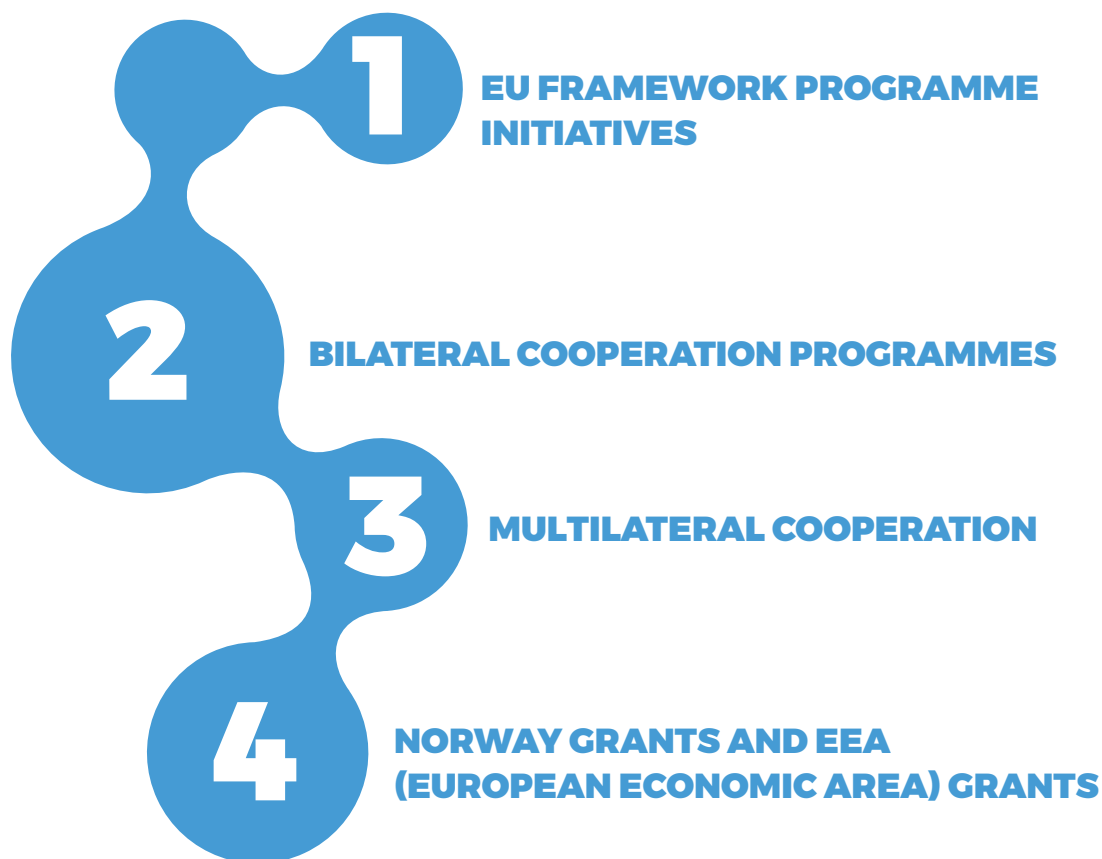 1
EU FRAMEWORK PROGRAMME
INITIATIVES
2
BILATERAL COOPERATION PROGRAMMES
3
MULTILATERAL COOPERATION
4
NORWAY GRANTS AND EEA
(EUROPEAN ECONOMIC AREA) GRANTS